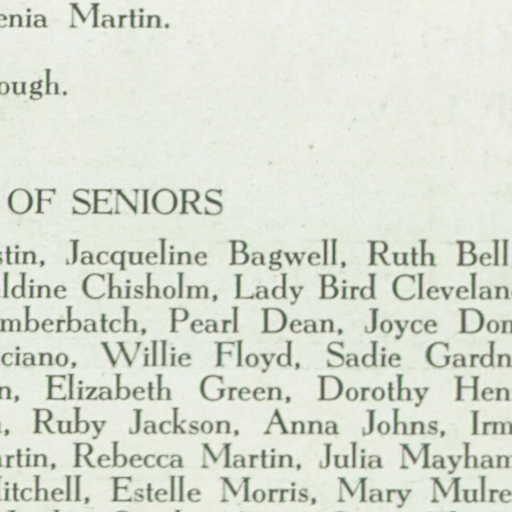 enia Martin.
ough.
OF SENIORS
stin, Jacqueline Bagwell, Ruth Bell
ldine Chisholm, Lady Bird Clevelan
mberbatch, Pearl Dean, Joyce Don
ciano, Willie Floyd, Sadie Gardn
n, Elizabeth Green, Dorothy Hen
, Ruby Jackson, Anna Johns, Irm
artin, Rebecca Martin, Julia Mayham
litchell, Estelle Morris, Mary Mulre